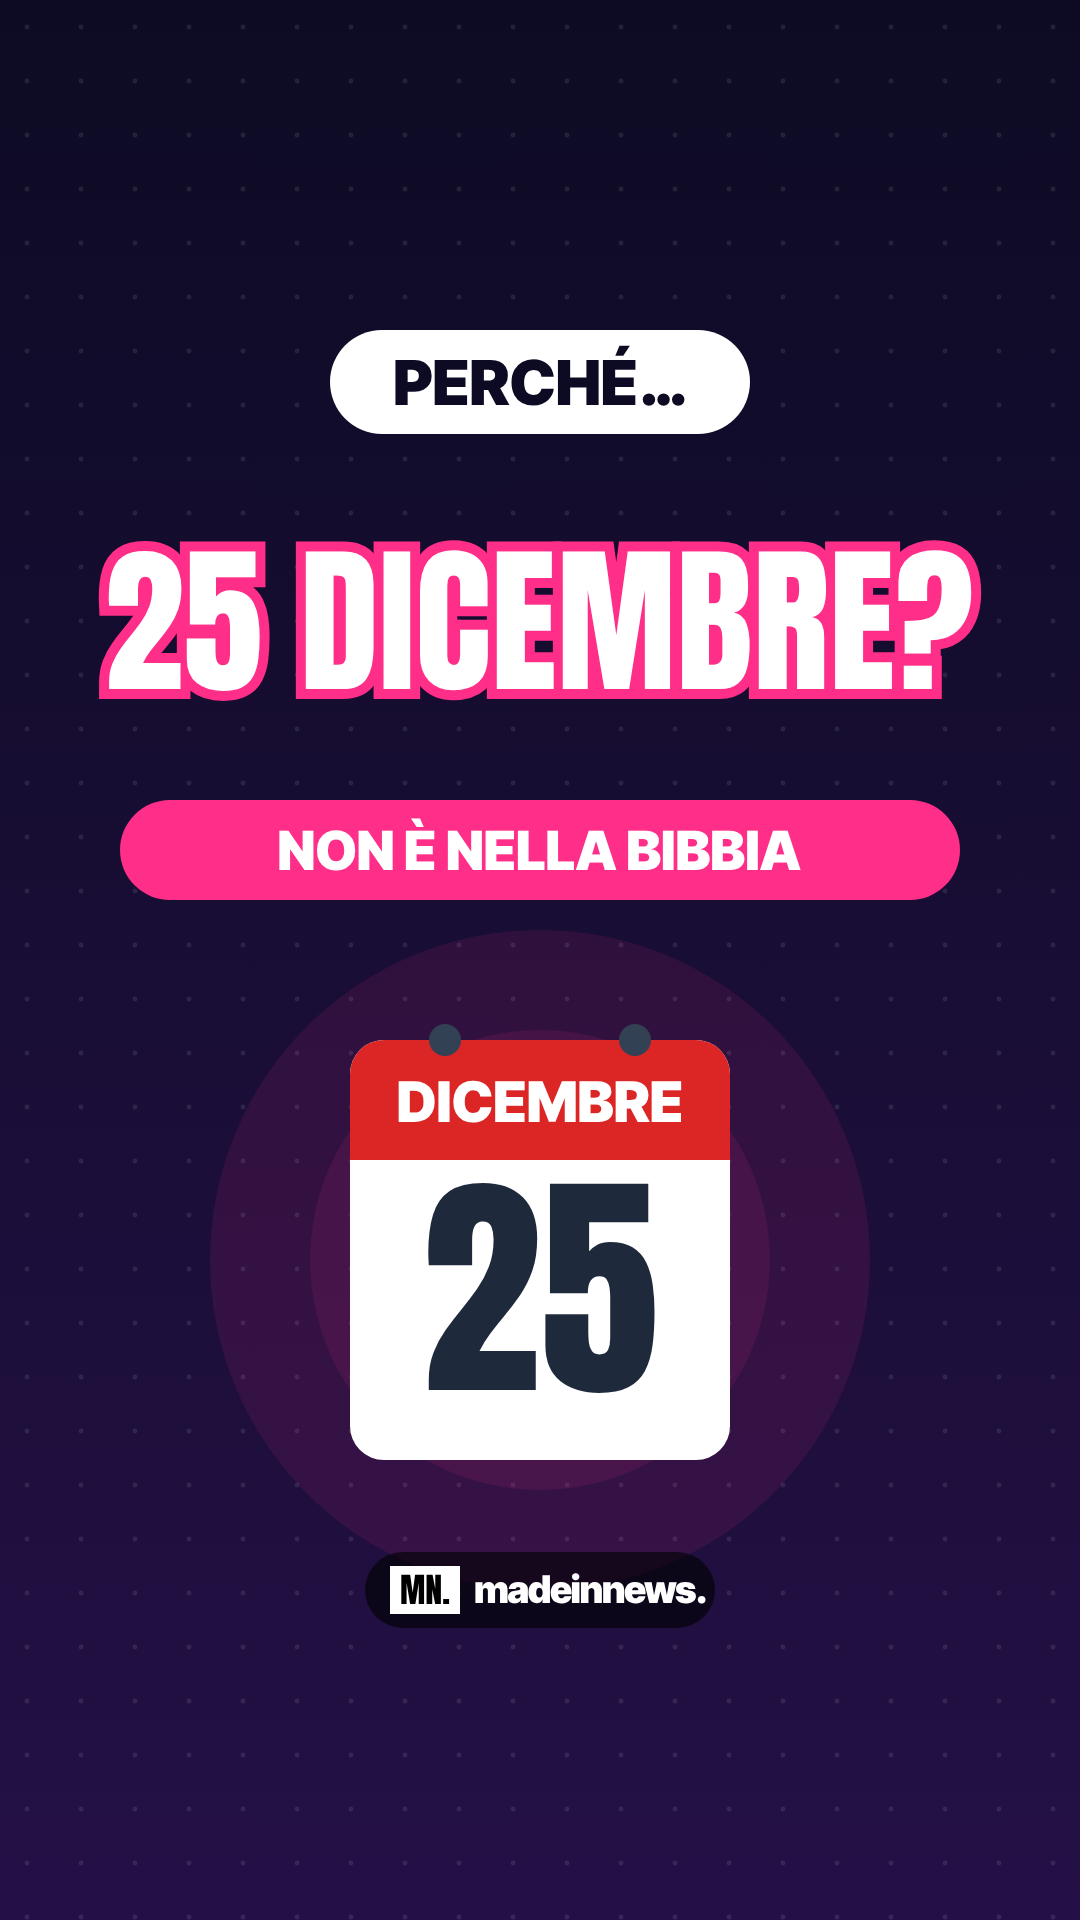 PERCHÉ...
25 DICEMBRE?
NON È NELLA BIBBIA
DICEMBRE
25
MN. madeinnews.